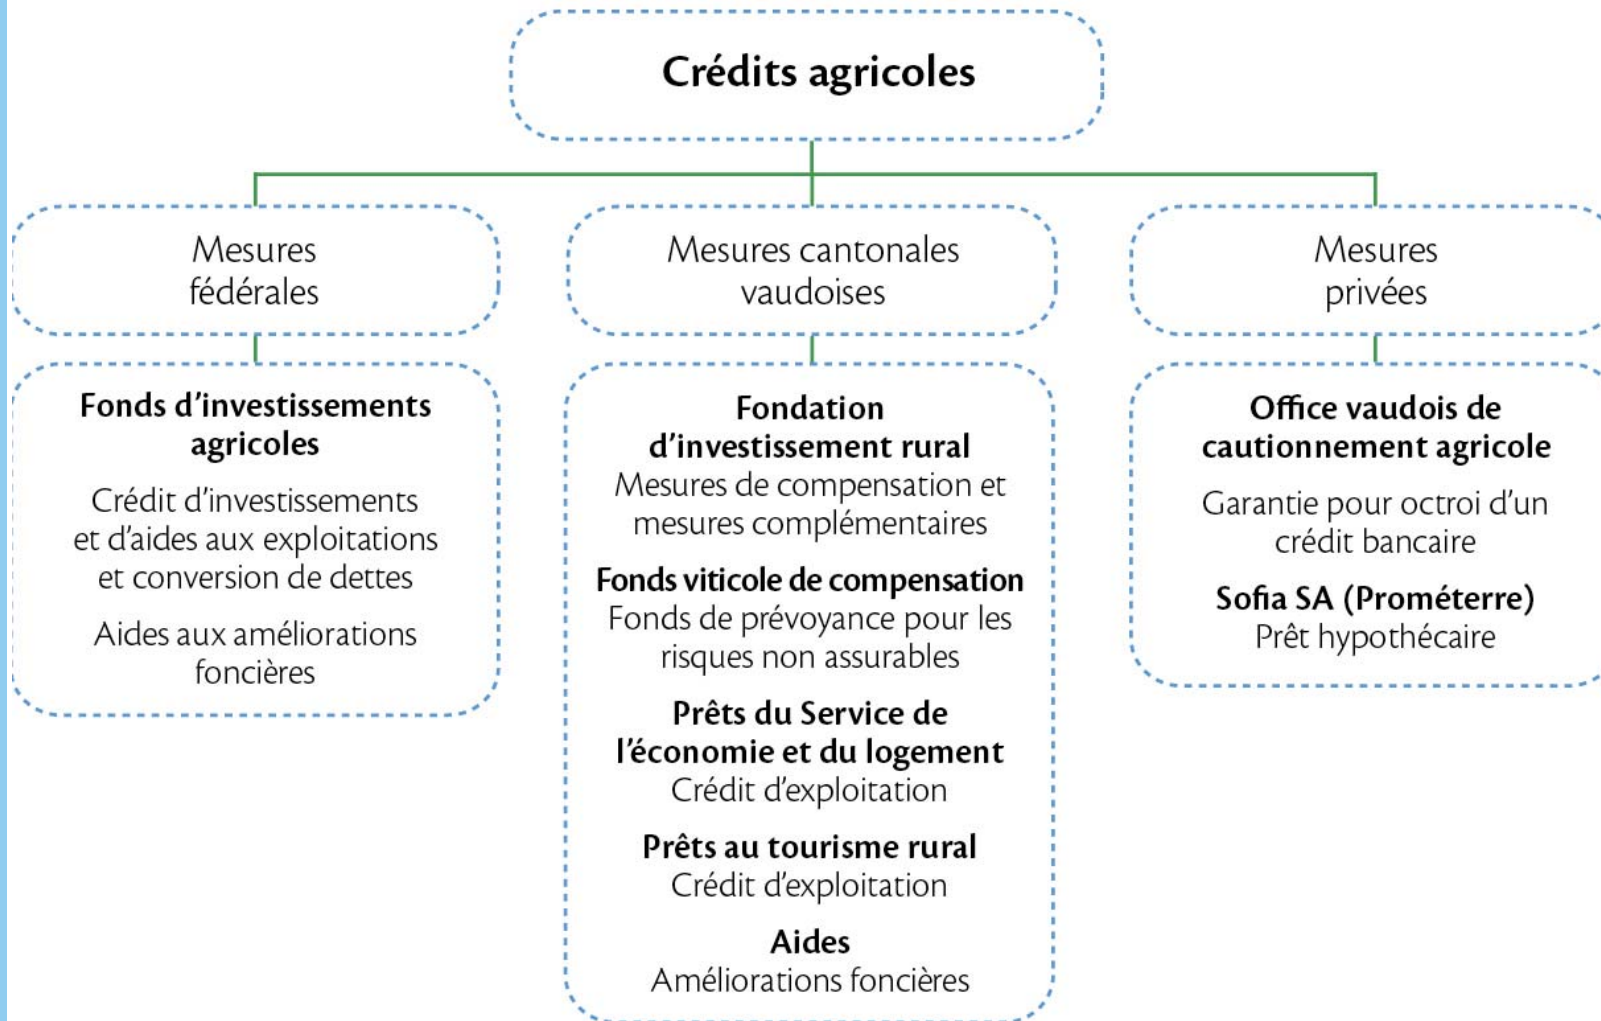 Crédits agricoles
Mesures
fédérales
Fonds d’investissements
agricoles
Crédit d’investissements
et d’aides aux exploitations
et conversion de dettes
Aides aux améliorations
foncières
Mesures cantonales
vaudoises
Fondation
d’investissement rural
Mesures de compensation et
mesures complémentaires
Fonds viticole de compensation
Fonds de prévoyance pour les
risques non assurables
Prêts du Service de
l’économie et du logement
Crédit d’exploitation
Prêts au tourisme rural
Crédit d’exploitation
Aides
Améliorations foncières
Mesures
privées
Office vaudois de
cautionnement agricole
Garantie pour octroi d’un
crédit bancaire
Sofia SA (Prométerre)
Prêt hypothécaire